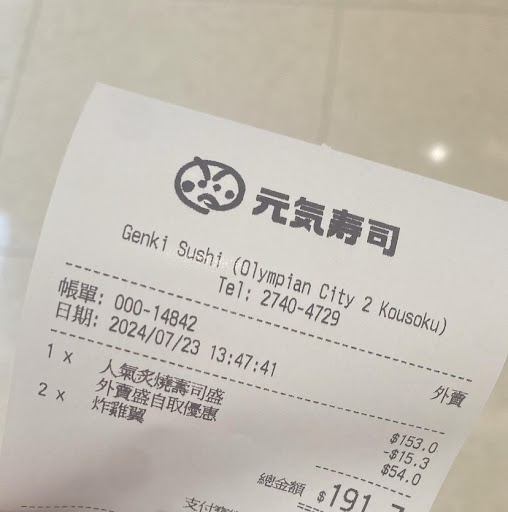 元気寿司
Genki Sushi (Olympian City 2 Kousoku)
Tel: 2740-4729
帳單: 000-14842
日期: 2024/07/23 13:47:41
外賣
1 x 人氣炙燒壽司盛 $153.0
外賣盛自取優惠 -$15.3
2 x 炸雞翼 $54.0
總金額 $191.7